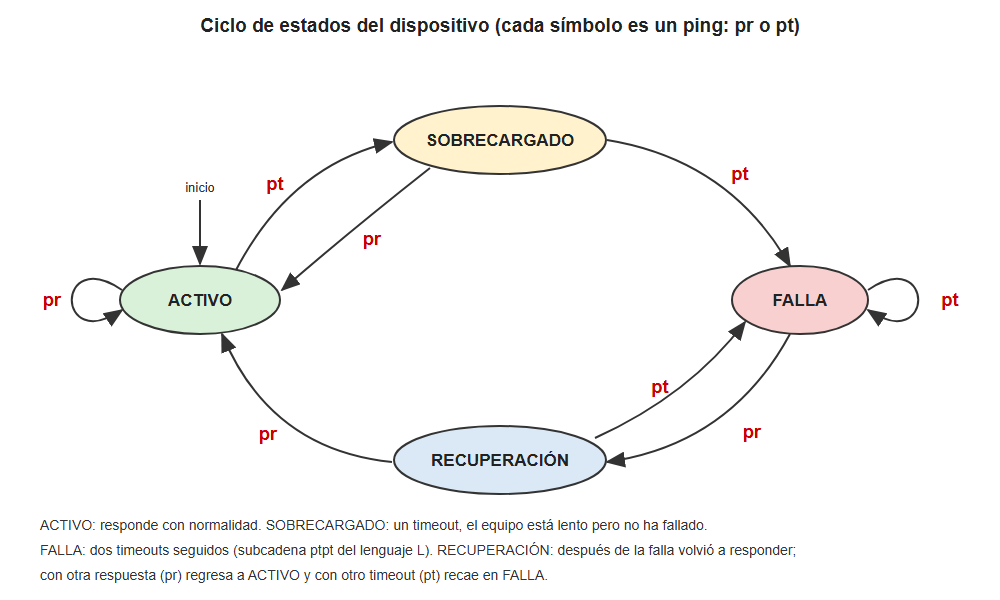 Ciclo de estados del dispositivo (cada símbolo es un ping: pr o pt)
SOBRECARGADO
pt
pt
inicio
pr
pr
ACTIVO
FALLA
pt
pt
pr
pr
RECUPERACIÓN
ACTIVO: responde con normalidad. SOBRECARGADO: un timeout, el equipo está lento pero no ha fallado.
FALLA: dos timeouts seguidos (subcadena ptpt del lenguaje L). RECUPERACIÓN: después de la falla volvió a responder;
con otra respuesta (pr) regresa a ACTIVO y con otro timeout (pt) recae en FALLA.